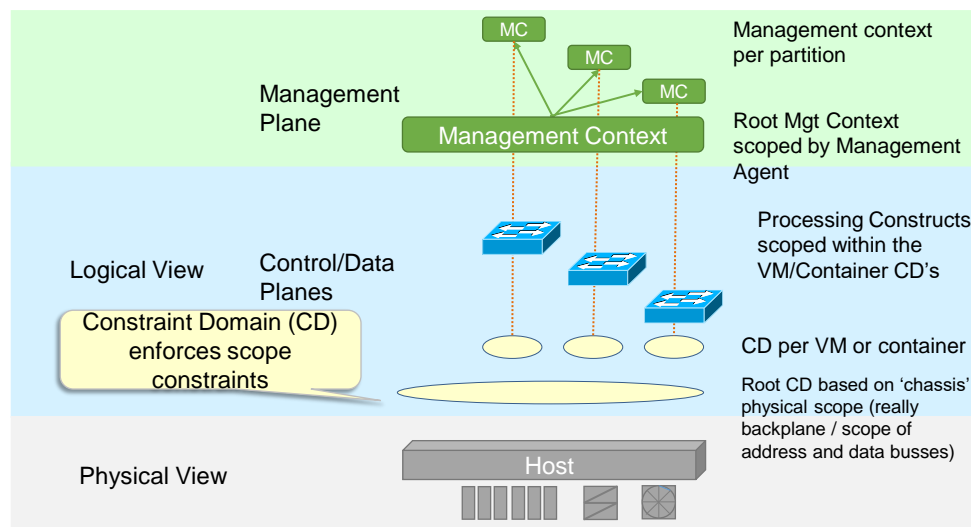 MC
Management context
per partition
MC
MC
Management
Plane
Management Context
Root Mgt Context
scoped by Management
Agent
Processing Constructs
scoped within the
VM/Container CD's
Logical View
Control/Data
Planes
Constraint Domain (CD)
enforces scope
constraints
CD per VM or container
Root CD based on ‘chassis’
physical scope (really
backplane / scope of
address and data busses)
Host
Physical View